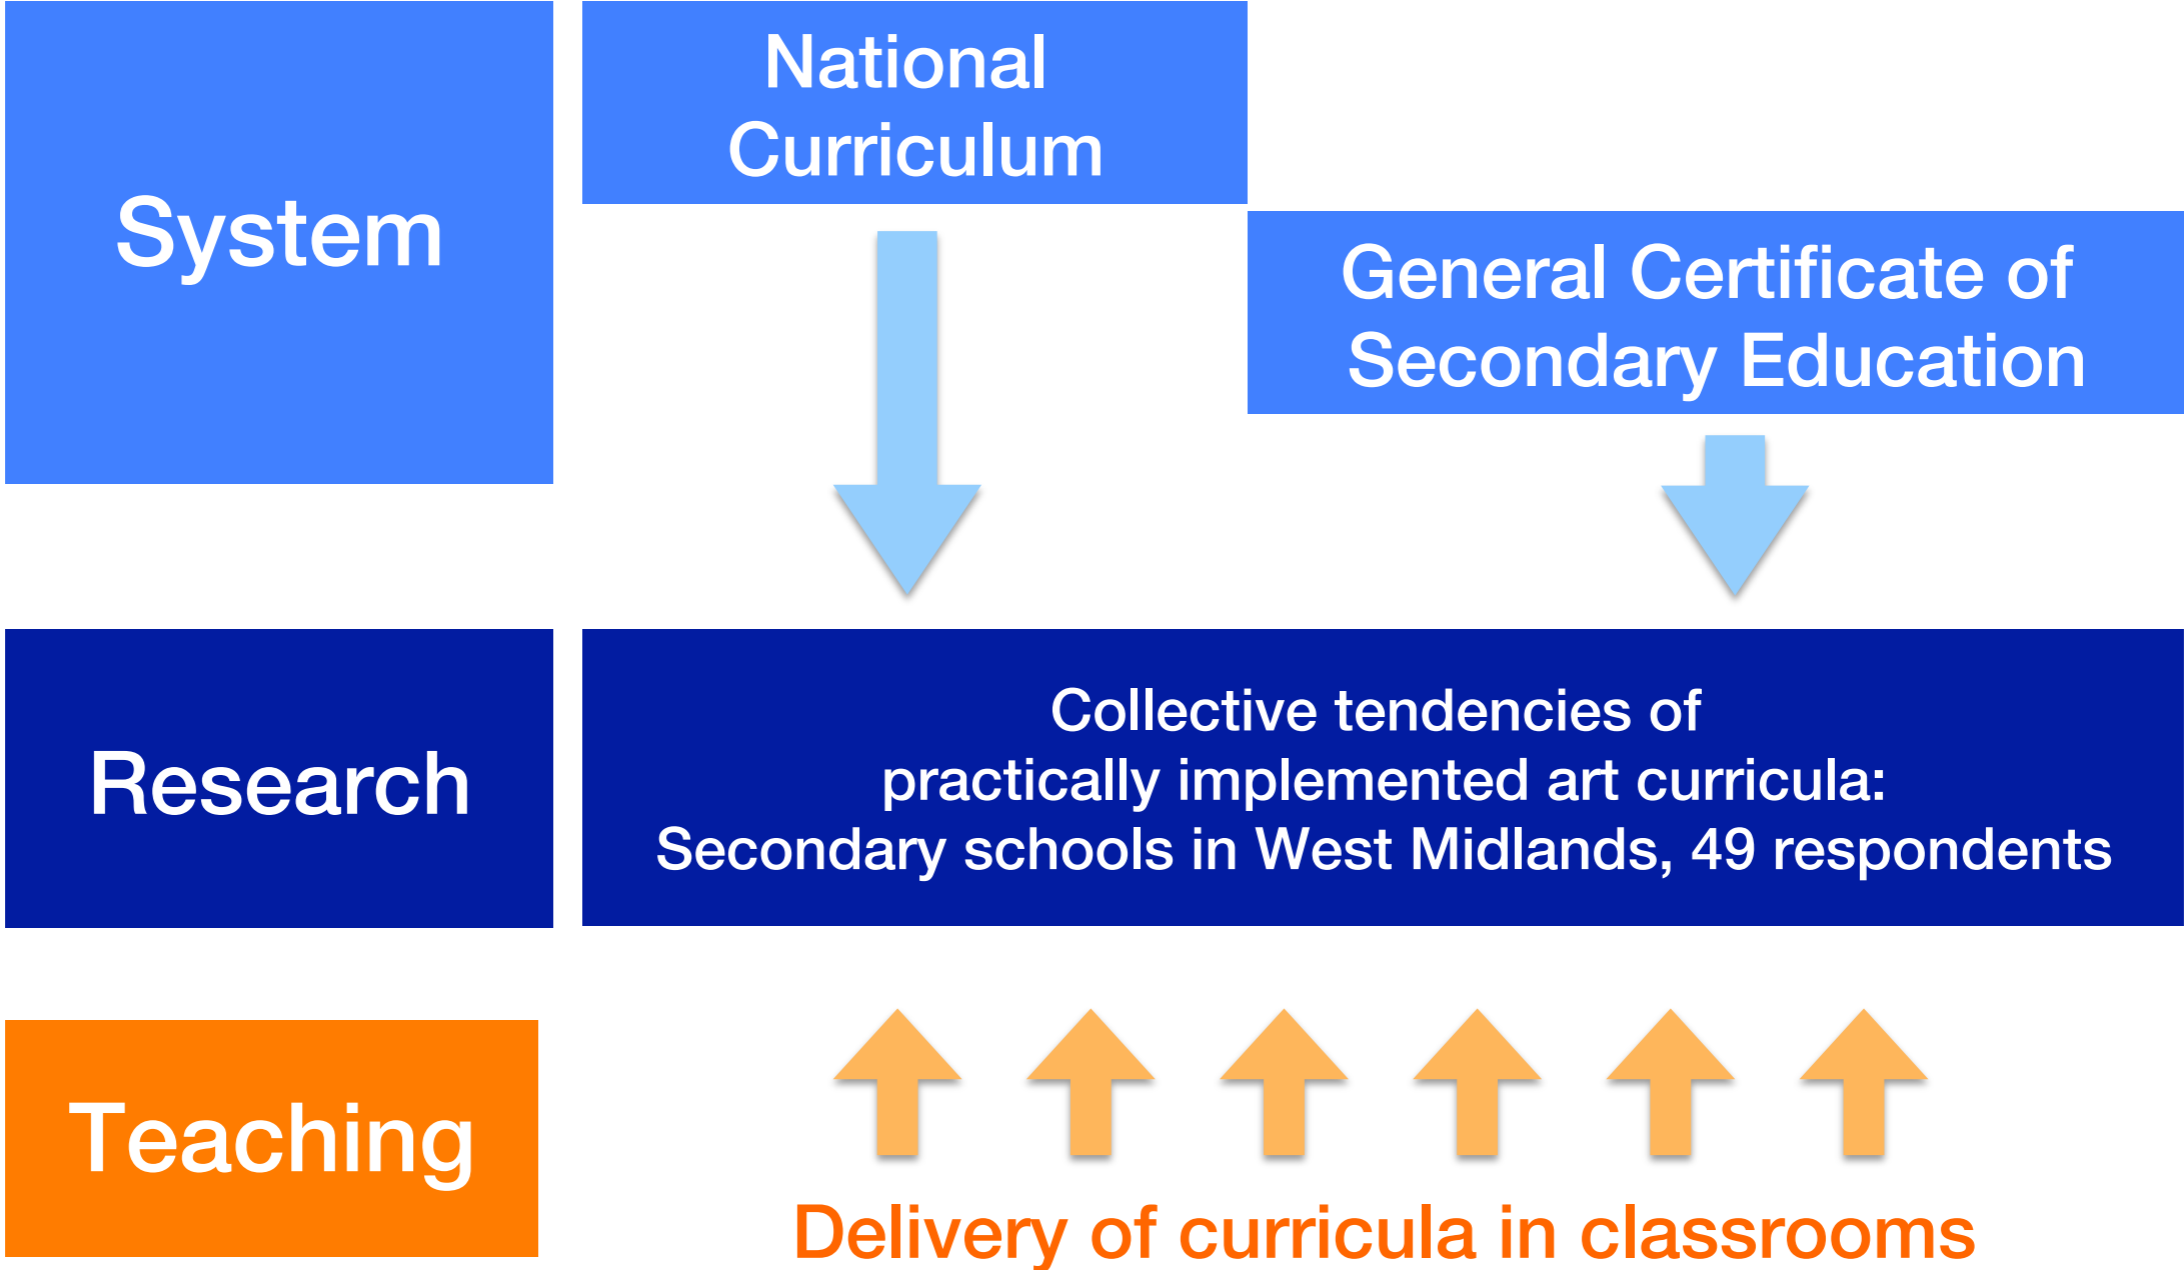 System
National
Curriculum
General Certificate of
Secondary Education
Research
Collective tendencies of
practically implemented art curricula:
Secondary schools in West Midlands, 49 respondents
Teaching
Delivery of curricula in classrooms